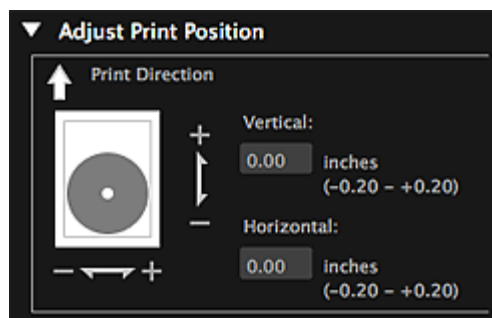 ▼ Adjust Print Position
Print Direction
Vertical:
+
0.00 inches
(–0.20 – +0.20)
–
Horizontal:
– +
0.00 inches
(–0.20 – +0.20)